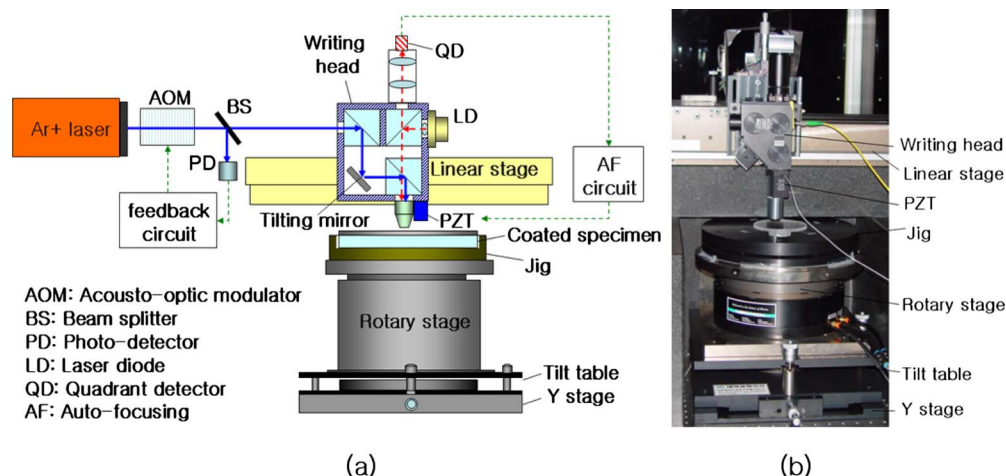 Writing
head
QD
AOM
BS
LD
Ar+ laser
PD
Linear stage
AF
circuit
feedback
circuit
Tilting mirror
PZT
Coated specimen
Jig
AOM: Acousto-optic modulator
BS: Beam splitter
PD: Photo-detector
LD: Laser diode
QD: Quadrant detector
AF: Auto-focusing
Rotary stage
Tilt table
Y stage
(a)
Writing head
Linear stage
PZT
Jig
Rotary stage
Tilt table
Y stage
(b)